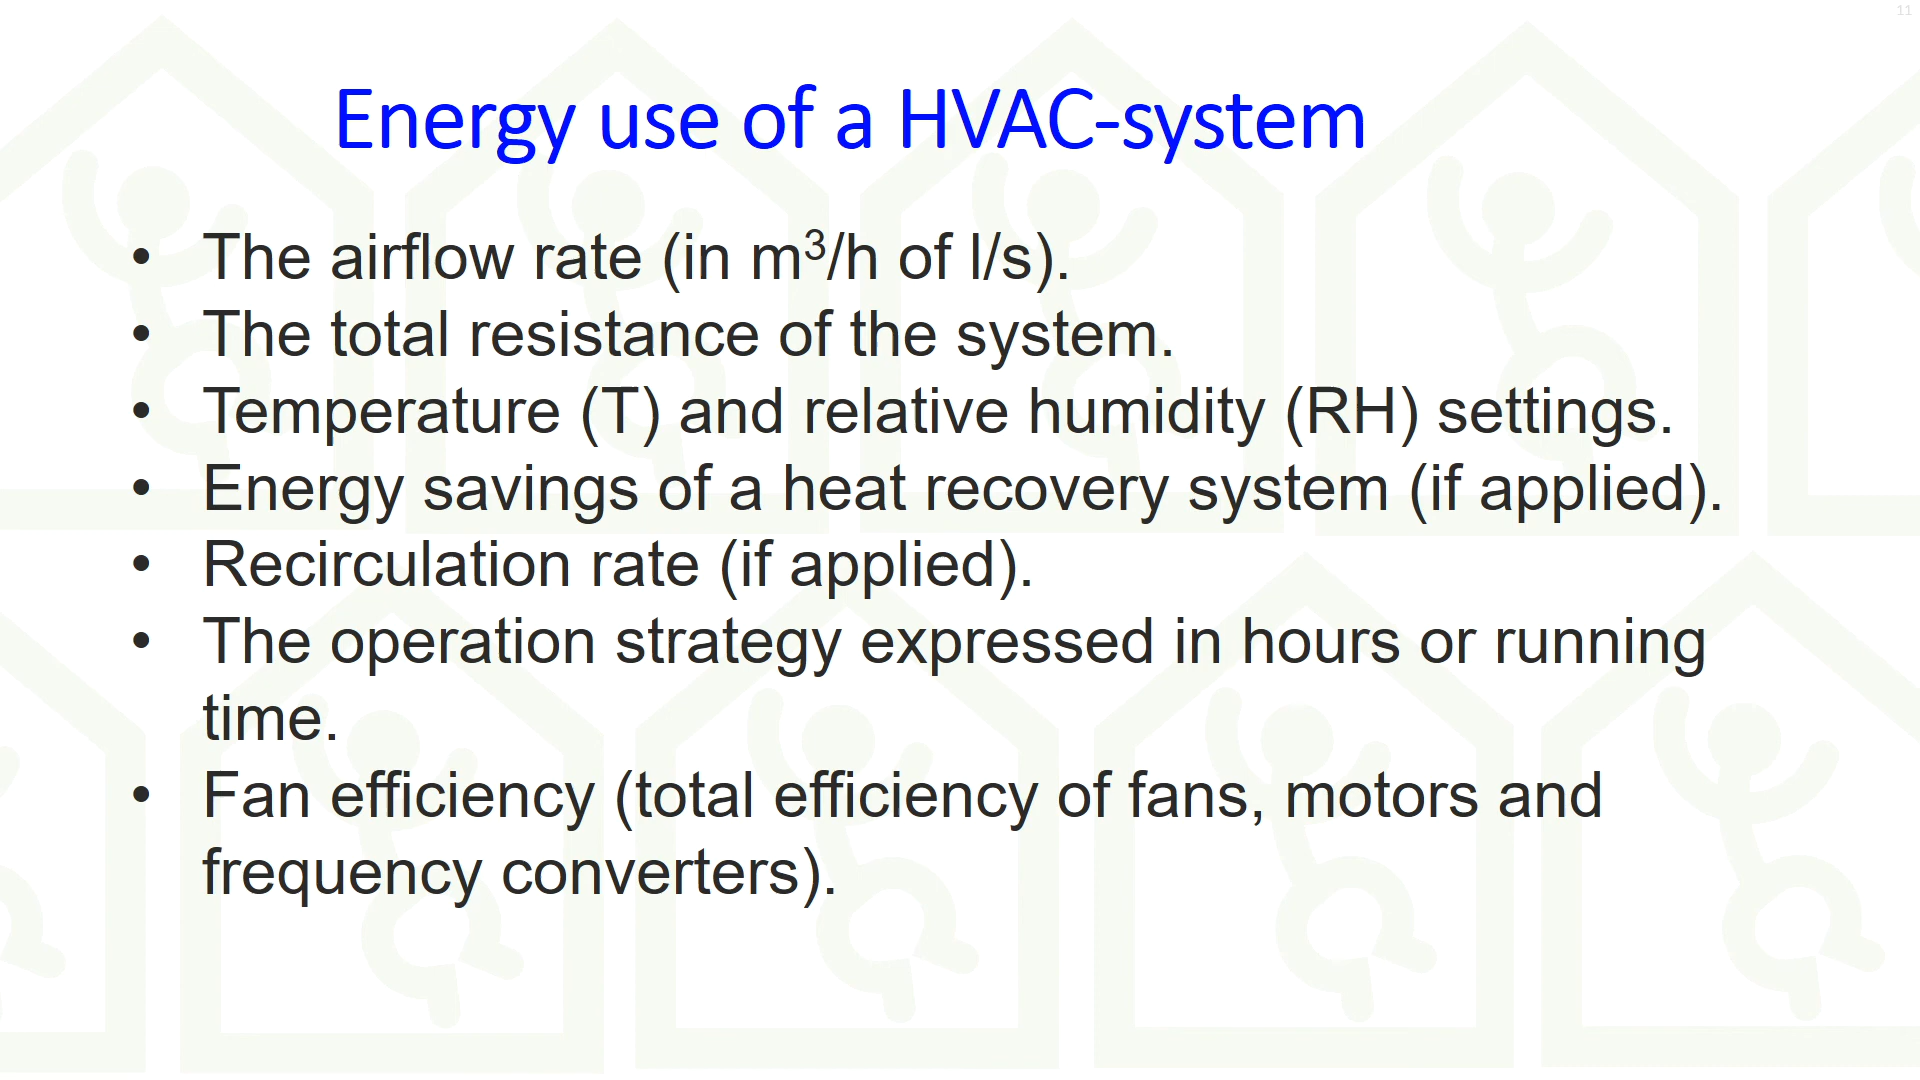 11
Energy use of a HVAC-system
• The airflow rate (in m³/h of l/s).
• The total resistance of the system.
• Temperature (T) and relative humidity (RH) settings.
• Energy savings of a heat recovery system (if applied).
• Recirculation rate (if applied).
• The operation strategy expressed in hours or running
time.
• Fan efficiency (total efficiency of fans, motors and
frequency converters).